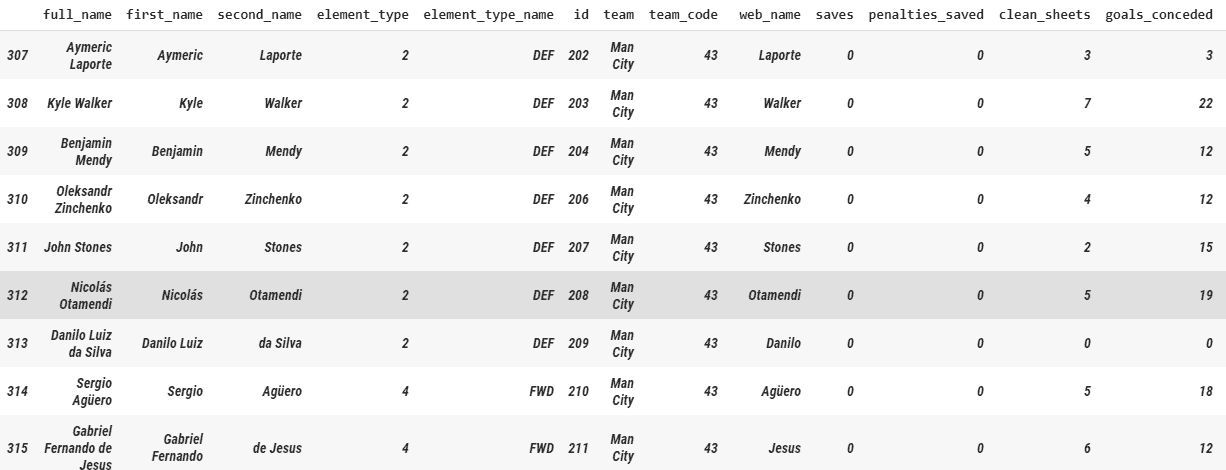 full_name first_name second_name element_type element_type_name id team team_code web_name saves penalties_saved clean_sheets goals_conceded
307 Aymeric Laporte Aymeric Laporte 2 DEF 202 Man City 43 Laporte 0 0 3 3
308 Kyle Walker Kyle Walker 2 DEF 203 Man City 43 Walker 0 0 7 22
309 Benjamin Mendy Benjamin Mendy 2 DEF 204 Man City 43 Mendy 0 0 5 12
310 Oleksandr Zinchenko Oleksandr Zinchenko 2 DEF 206 Man City 43 Zinchenko 0 0 4 12
311 John Stones John Stones 2 DEF 207 Man City 43 Stones 0 0 2 15
312 Nicolás Otamendi Nicolás Otamendi 2 DEF 208 Man City 43 Otamendi 0 0 5 19
313 Danilo Luiz da Silva Danilo Luiz da Silva 2 DEF 209 Man City 43 Danilo 0 0 0 0
314 Sergio Agüero Sergio Agüero 4 FWD 210 Man City 43 Agüero 0 0 5 18
315 Gabriel Fernando de Jesus Gabriel Fernando de Jesus 4 FWD 211 Man City 43 Jesus 0 0 6 12